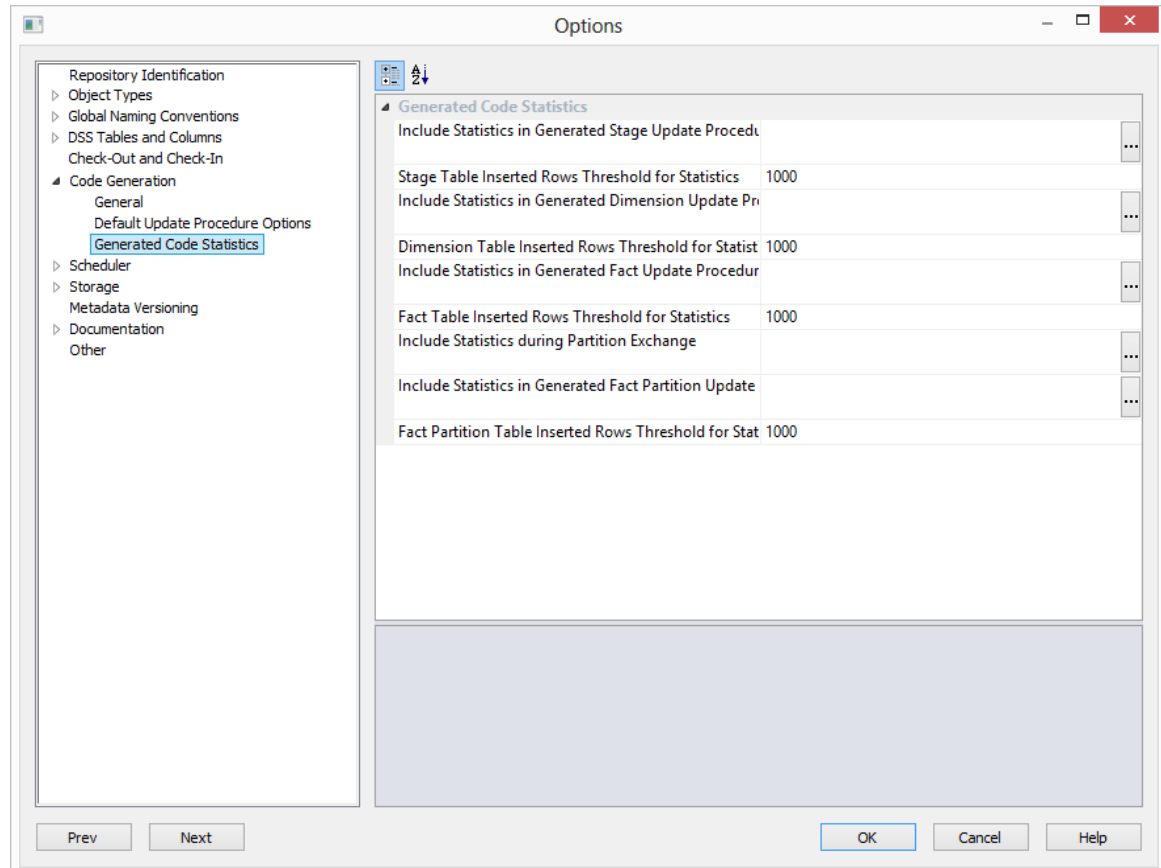 Options
Repository Identification
Object Types
Global Naming Conventions
DSS Tables and Columns
Check-Out and Check-In
Code Generation
General
Default Update Procedure Options
Generated Code Statistics
Scheduler
Storage
Metadata Versioning
Documentation
Other
A
Z
Generated Code Statistics
Include Statistics in Generated Stage Update Procedu
...
Stage Table Inserted Rows Threshold for Statistics 1000
Include Statistics in Generated Dimension Update Pr
...
Dimension Table Inserted Rows Threshold for Statist 1000
Include Statistics in Generated Fact Update Procedur
...
Fact Table Inserted Rows Threshold for Statistics 1000
Include Statistics during Partition Exchange
...
Include Statistics in Generated Fact Partition Update
...
Fact Partition Table Inserted Rows Threshold for Stat 1000
Prev Next OK Cancel Help